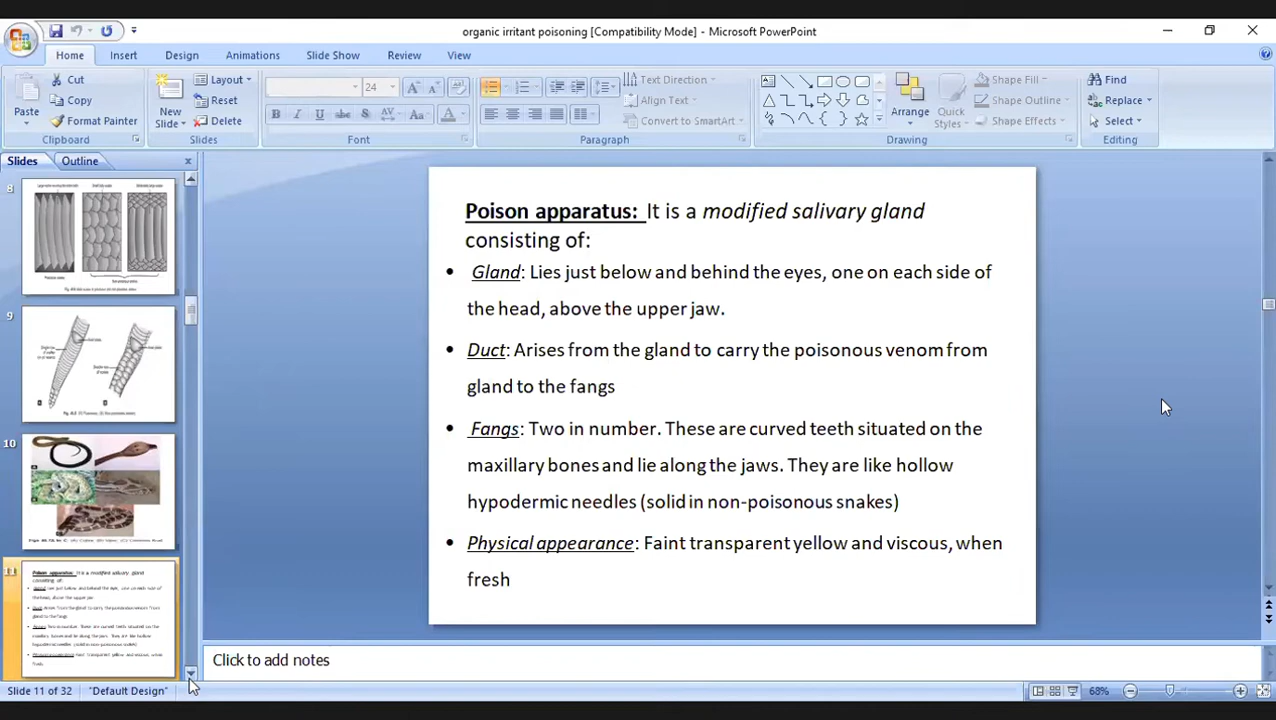 organic irritant poisoning [Compatibility Mode] - Microsoft PowerPoint
Home Insert Design Animations Slide Show Review View
Paste
Cut
Copy
Format Painter
Clipboard
New Slide
Layout
Reset
Delete
Slides
24
B I U abc S AV Aa A
Font
Text Direction
Align Text
Convert to SmartArt
Paragraph
Arrange
Quick Styles
Shape Fill
Shape Outline
Shape Effects
Drawing
Find
Replace
Select
Editing
Slides Outline
8
9
10
11
Poison apparatus: It is a modified salivary gland
consisting of:
• Gland: Lies just below and behind the eyes, one on each side of
the head, above the upper jaw.
• Duct: Arises from the gland to carry the poisonous venom from
gland to the fangs
• Fangs: Two in number. These are curved teeth situated on the
maxillary bones and lie along the jaws. They are like hollow
hypodermic needles (solid in non-poisonous snakes)
• Physical appearance: Faint transparent yellow and viscous, when
fresh
Click to add notes
Slide 11 of 32 "Default Design" 68%